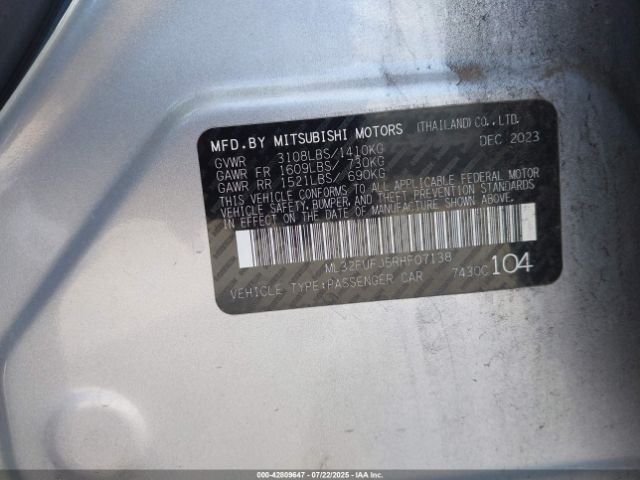 MFD. BY MITSUBISHI MOTORS (THAILAND) CO., LTD.
GVWR 3108LBS/1410KG DEC 2023
GAWR FR 1609LBS/ 730KG
GAWR RR 1521LBS/ 690KG
THIS VEHICLE CONFORMS TO ALL APPLICABLE FEDERAL MOTOR
VEHICLE SAFETY, BUMPER, AND THEFT PREVENTION STANDARDS
IN EFFECT ON THE DATE OF MANUFACTURE SHOWN ABOVE.
ML32FUFJ5RHF07138
VEHICLE TYPE:PASSENGER CAR 7430C 104
000-42809647 - 07/22/2025 - IAAI.COM